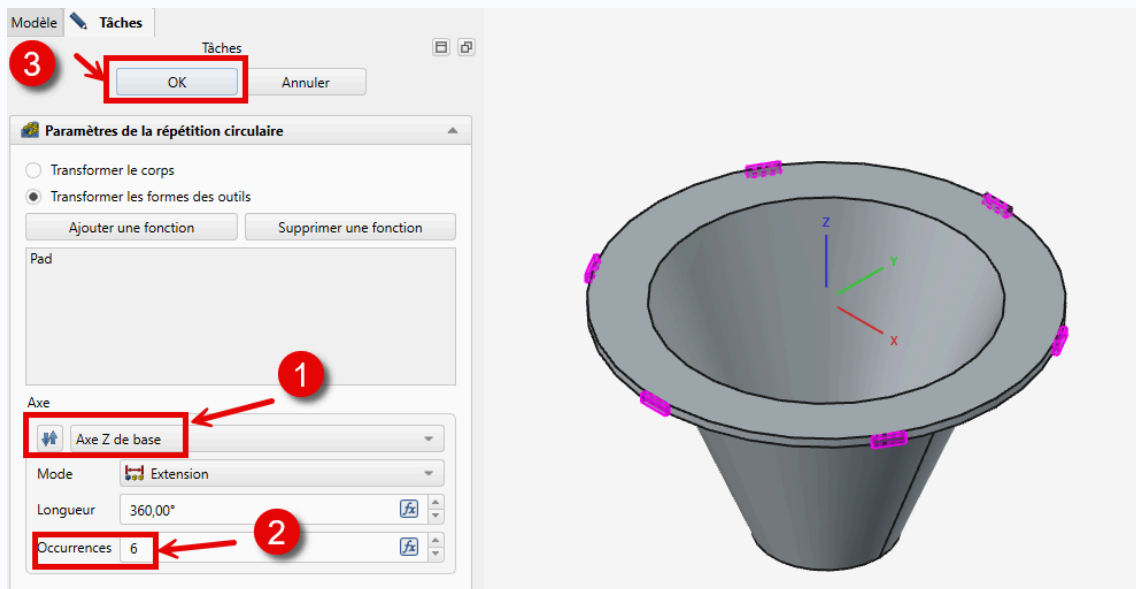 Modèle Tâches
Tâches
3
OK Annuler
Paramètres de la répétition circulaire
Transformer le corps
Transformer les formes des outils
Ajouter une fonction Supprimer une fonction
Pad
1
Axe
Axe Z de base
Mode Extension
Longueur 360,00° fx
Occurrences 6 fx
2
Z
Y
X